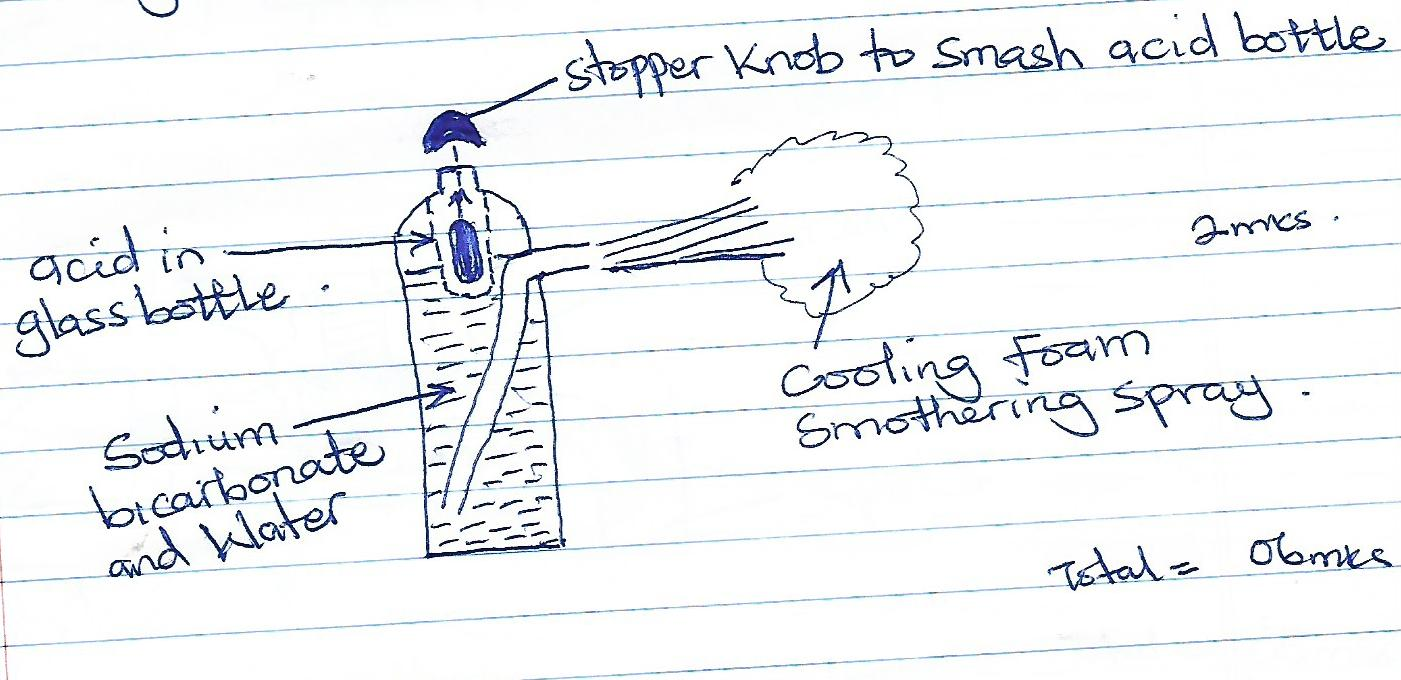 stopper Knob to Smash acid bottle
acid in
glass bottle.
2mks.
Cooling Foam
Smothering Spray.
Sodium
bicarbonate
and Water
Total = 06mks